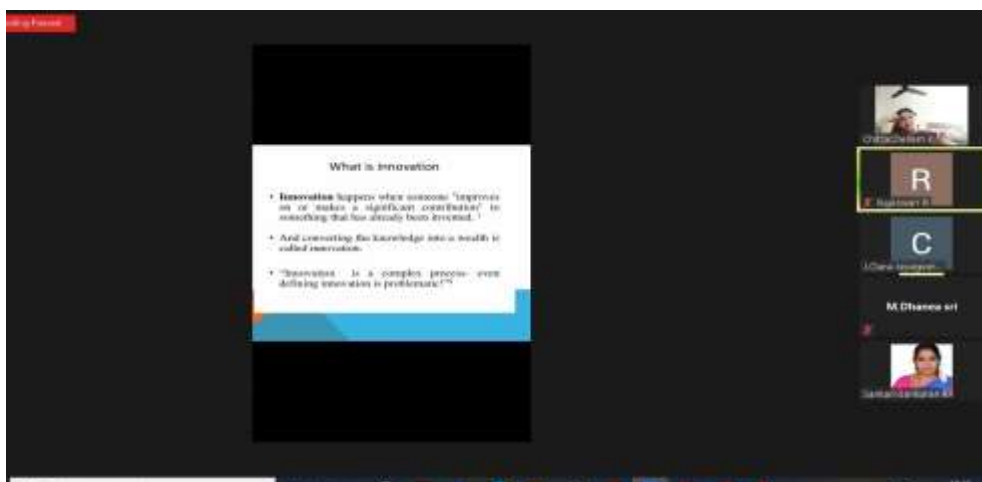 What is innovation
• Innovation happens when someone "improves
on or makes a significant contribution" to
something that has already been invented.
• And converting the knowledge into a wealth is
called innovation.
• "Innovation is a complex process- even
defining innovation is problematic!"
R
C
M.Dhanea sri